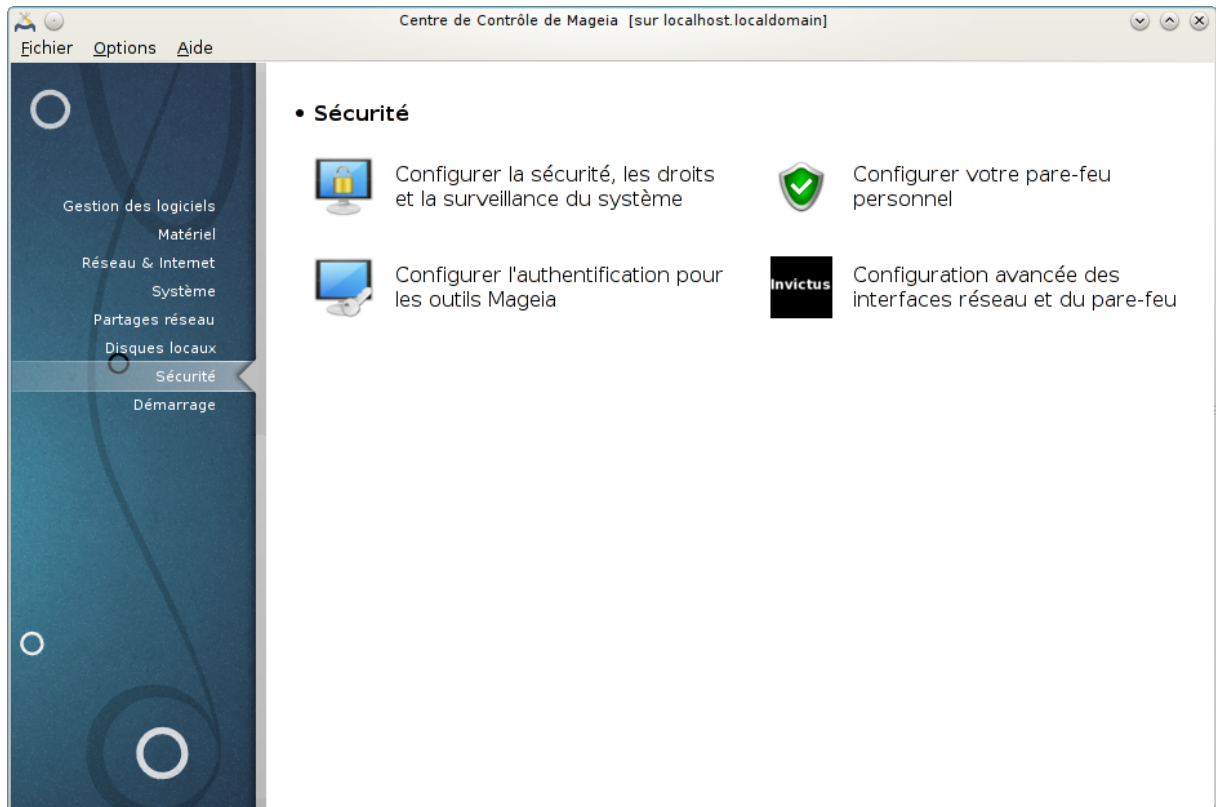 Centre de Contrôle de Mageia [sur localhost.localdomain]
Fichier Options Aide
Gestion des logiciels
Matériel
Réseau & Internet
Système
Partages réseau
Disques locaux
Sécurité
Démarrage
• Sécurité
Configurer la sécurité, les droits
et la surveillance du système
Configurer votre pare-feu
personnel
Configurer l'authentification pour
les outils Mageia
Invictus
Configuration avancée des
interfaces réseau et du pare-feu